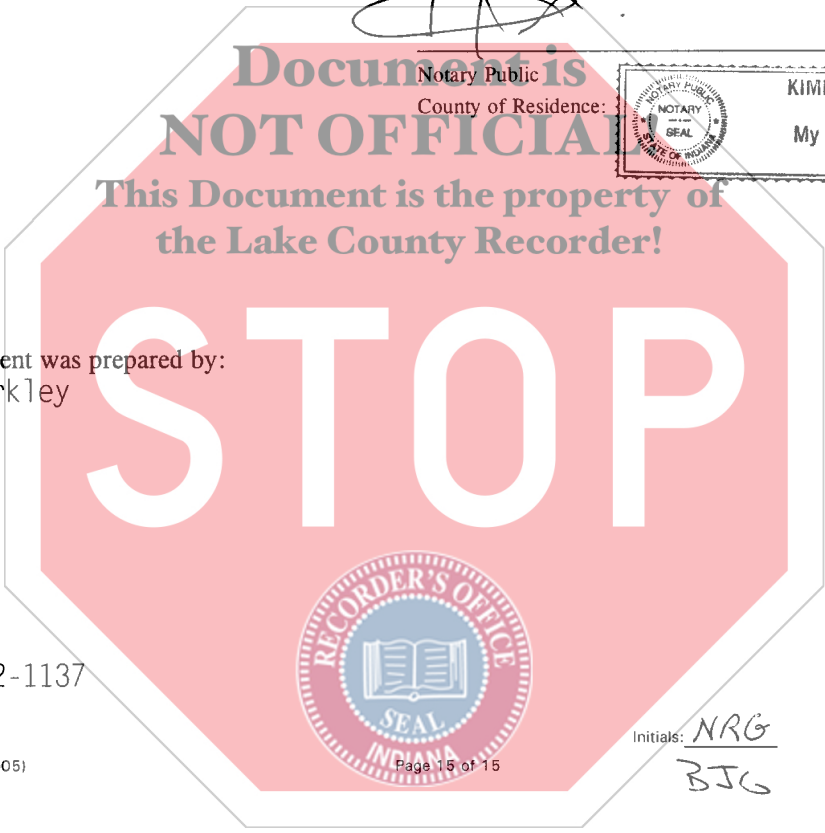 Document is
Notary Public
County of Residence:
NOTARY PUBLIC
NOTARY
SEAL
STATE OF INDIANA
KIM
My
NOT OFFICIAL
This Document is the property of
the Lake County Recorder!
ent was prepared by:
kley
STOP
RECORDER'S OFFICE
SEAL
INDIANA
2-1137
Initials: NRG
BJG
05)
Page 15 of 15